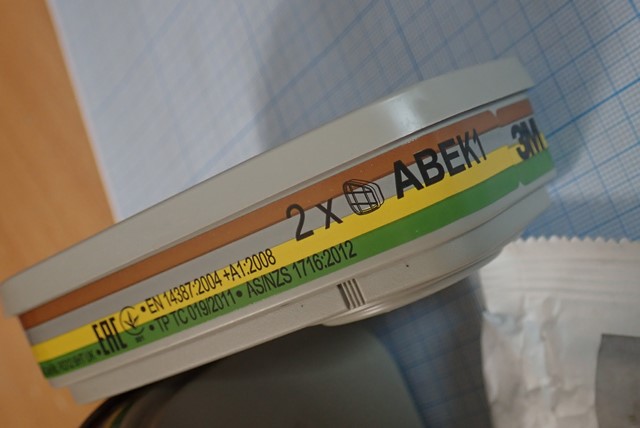 3M
2 x ABEK1
EAC • EN 14387:2004 +A1:2008
• TP TC 019/2011 • AS/NZS 1716:2012